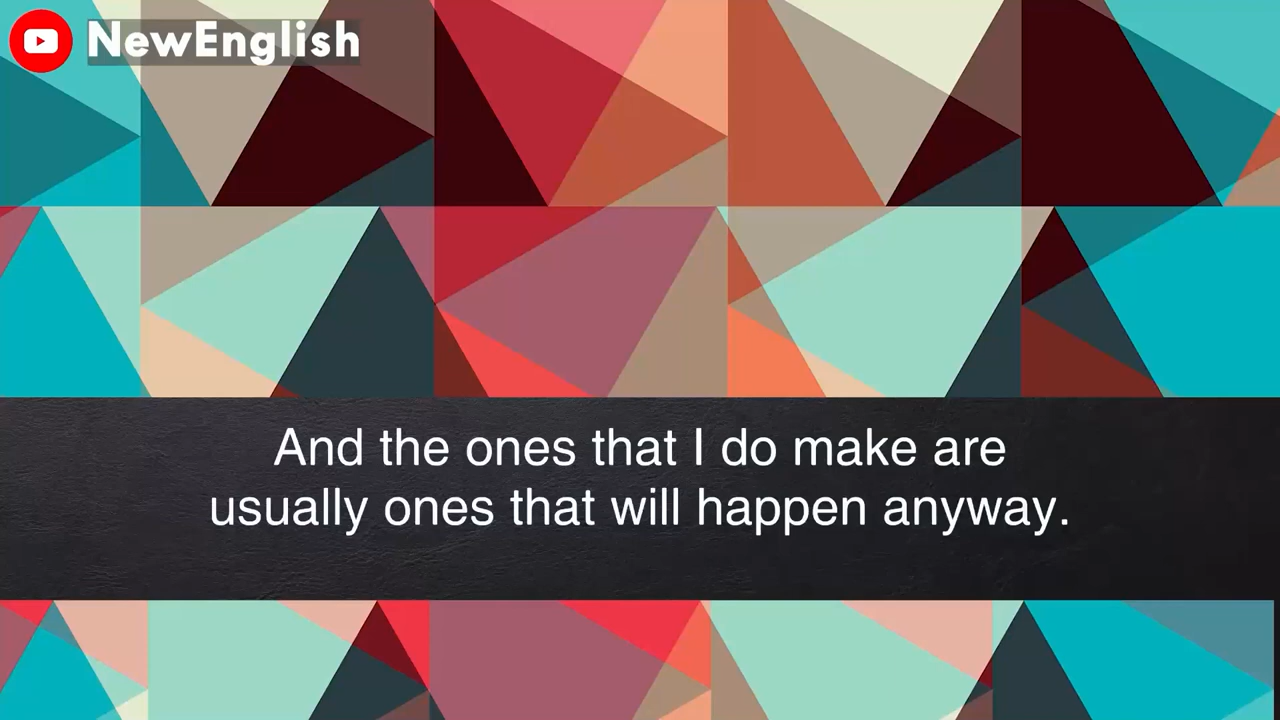 NewEnglish
And the ones that I do make are
usually ones that will happen anyway.